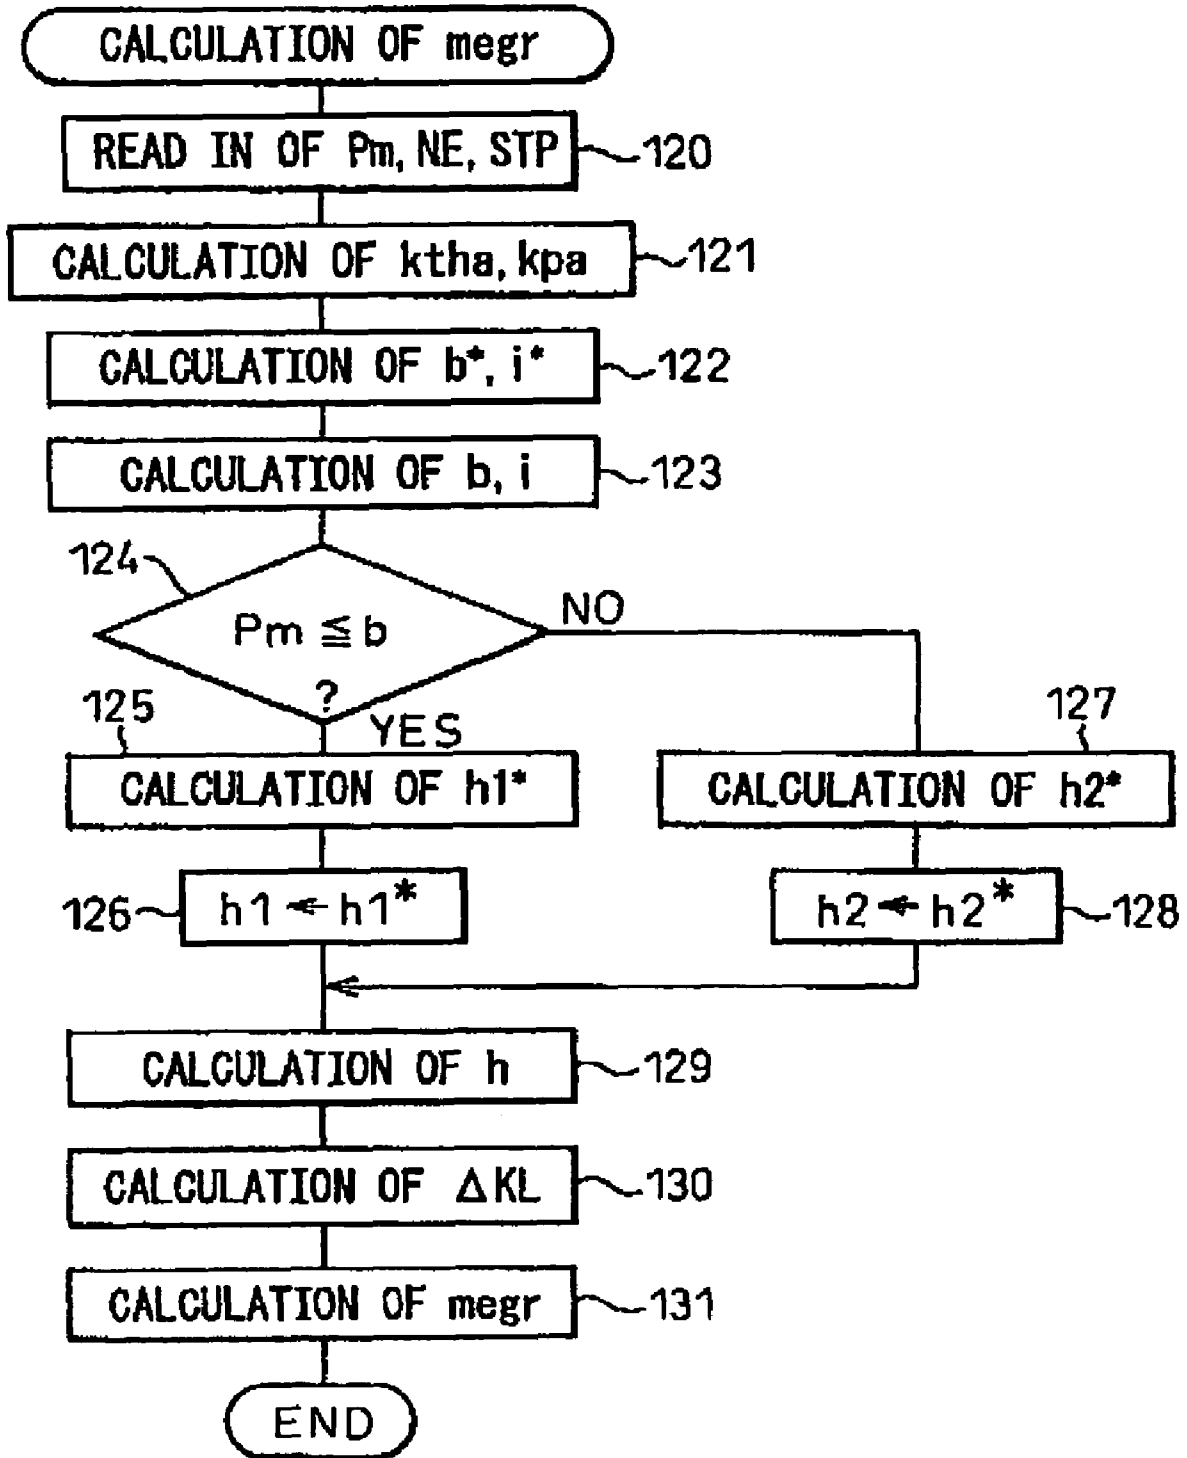 CALCULATION OF megr
READ IN OF Pm, NE, STP
120
CALCULATION OF ktha, kpa
121
CALCULATION OF b*, i*
122
CALCULATION OF b, i
123
124
Pm ≦ b
?
NO
YES
125
CALCULATION OF h1*
127
CALCULATION OF h2*
126
h1 ← h1*
h2 ← h2*
128
CALCULATION OF h
129
CALCULATION OF ΔKL
130
CALCULATION OF megr
131
END